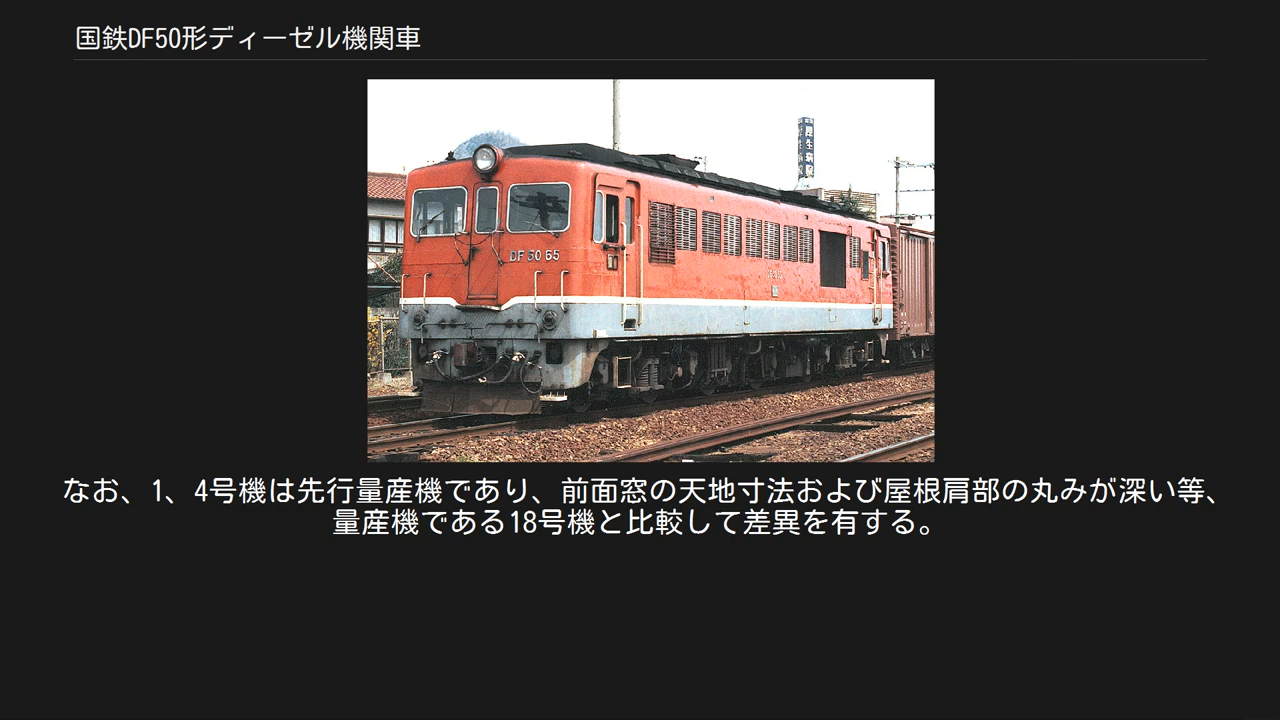 国鉄DF50形ディーゼル機関車
厚生病院
DF 50 65
なお、1、4号機は先行量産機であり、前面窓の天地寸法および屋根肩部の丸みが深い等、
量産機である18号機と比較して差異を有する。